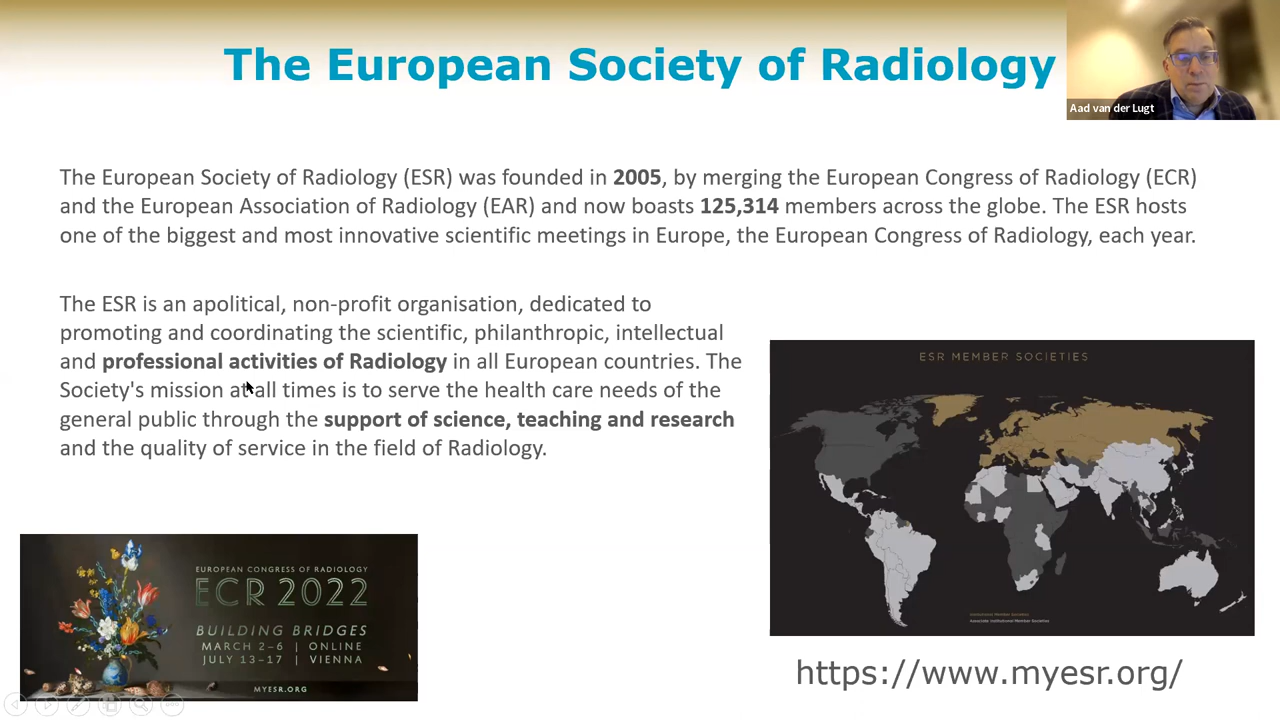 The European Society of Radiology
Aad van der Lugt
The European Society of Radiology (ESR) was founded in 2005, by merging the European Congress of Radiology (ECR)
and the European Association of Radiology (EAR) and now boasts 125,314 members across the globe. The ESR hosts
one of the biggest and most innovative scientific meetings in Europe, the European Congress of Radiology, each year.
The ESR is an apolitical, non-profit organisation, dedicated to
promoting and coordinating the scientific, philanthropic, intellectual
and professional activities of Radiology in all European countries. The
Society's mission at all times is to serve the health care needs of the
general public through the support of science, teaching and research
and the quality of service in the field of Radiology.
ESR MEMBER SOCIETIES
Institutional Member Societies
Associate Institutional Member Societies
EUROPEAN CONGRESS OF RADIOLOGY
ECR 2022
BUILDING BRIDGES
MARCH 2–6 | ONLINE
JULY 13–17 | VIENNA
MYESR.ORG
https://www.myesr.org/